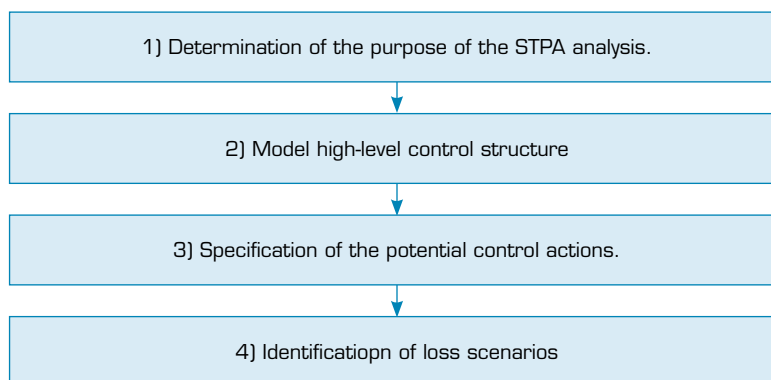 1) Determination of the purpose of the STPA analysis.
2) Model high-level control structure
3) Specification of the potential control actions.
4) Identificatiopn of loss scenarios